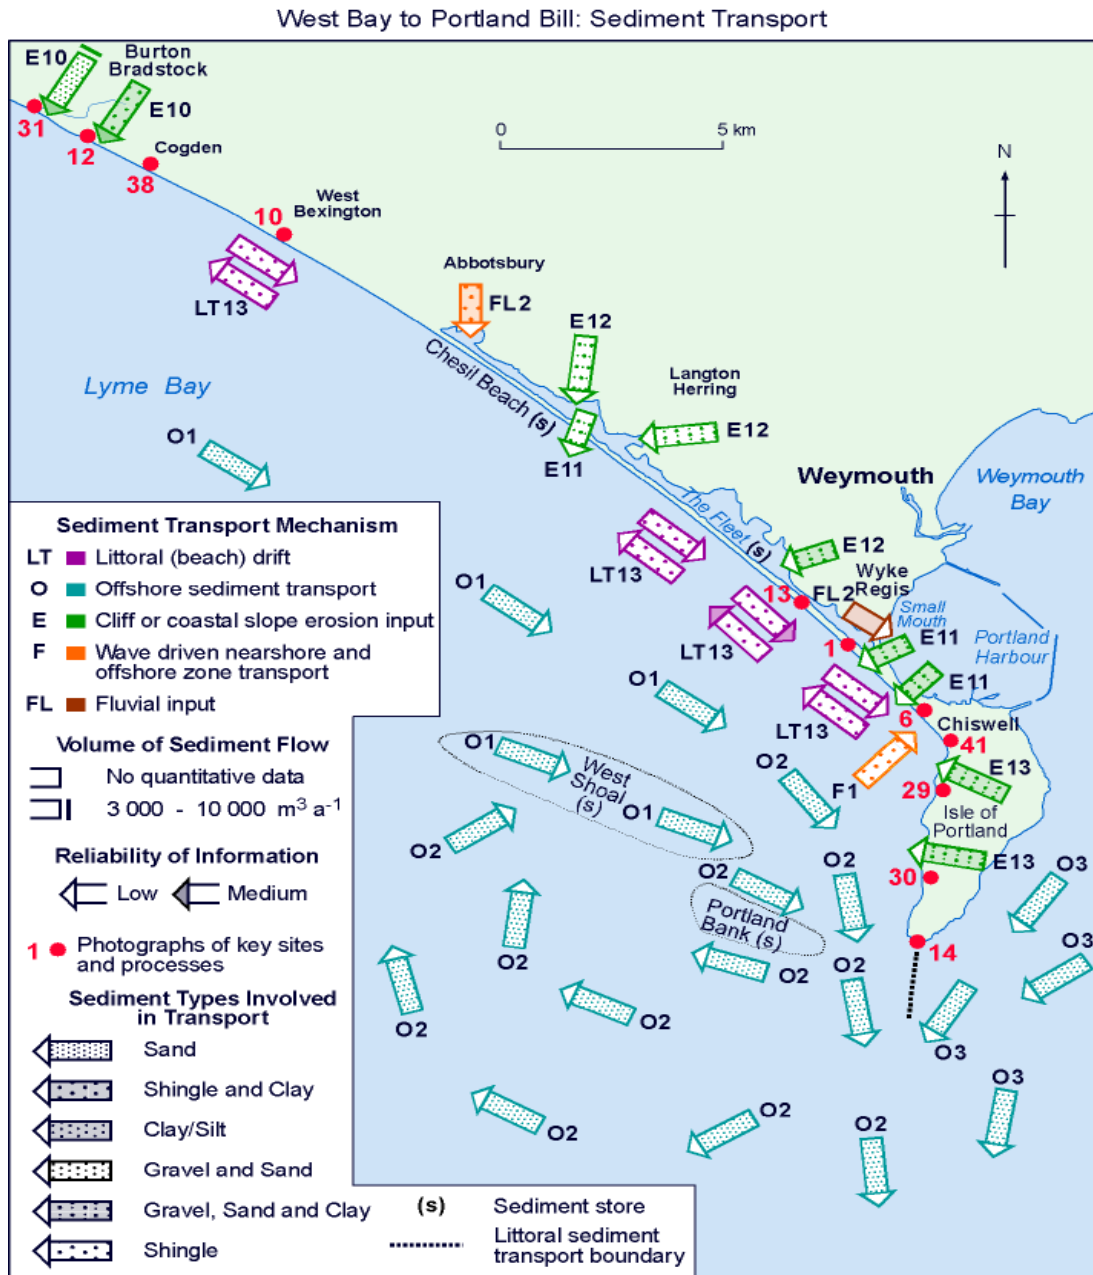 West Bay to Portland Bill: Sediment Transport
E10
Burton
Bradstock
E10
31
12
Cogden
38
0
5 km
N
West
Bexington
10
LT13
Abbotsbury
FL2
E12
Chesil Beach (s)
Langton
Herring
E12
E11
Lyme Bay
O1
Weymouth
Weymouth
Bay
The Fleet (s)
E12
LT13
Wyke
Regis
FL2
13
Small
Mouth
O1
E11
Portland
Harbour
1
LT13
E11
O1
6
Chiswell
LT13
41
O1
West
Shoal
(s)
O2
F1
E13
29
O1
Isle of
Portland
O2
E13
O2
O2
O3
30
Portland
Bank (s)
O2
O2
O2
14
O3
O2
O2
O3
O3
O2
O2
O2
Sediment Transport Mechanism
LT Littoral (beach) drift
O Offshore sediment transport
E Cliff or coastal slope erosion input
F Wave driven nearshore and
offshore zone transport
FL Fluvial input
Volume of Sediment Flow
No quantitative data
3 000 - 10 000 m³ a⁻¹
Reliability of Information
Low Medium
1 Photographs of key sites
and processes
Sediment Types Involved
in Transport
Sand
Shingle and Clay
Clay/Silt
Gravel and Sand
Gravel, Sand and Clay
Shingle
(s) Sediment store
Littoral sediment
transport boundary